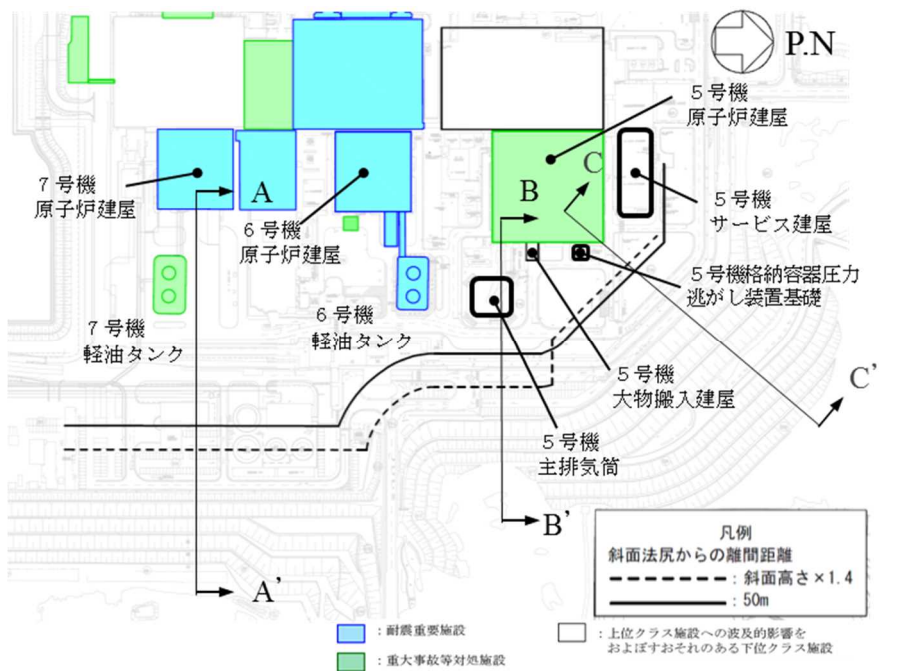 P.N
５号機
原子炉建屋
C
７号機
原子炉建屋
A
B
６号機
原子炉建屋
５号機
サービス建屋
５号機格納容器圧力
逃がし装置基礎
７号機
軽油タンク
６号機
軽油タンク
５号機
大物搬入建屋
C’
５号機
主排気筒
B’
A’
凡例
斜面法尻からの離間距離
：斜面高さ×1.4
：50m
：耐震重要施設
：重大事故等対処施設
：上位クラス施設への波及的影響を
およぼすおそれのある下位クラス施設